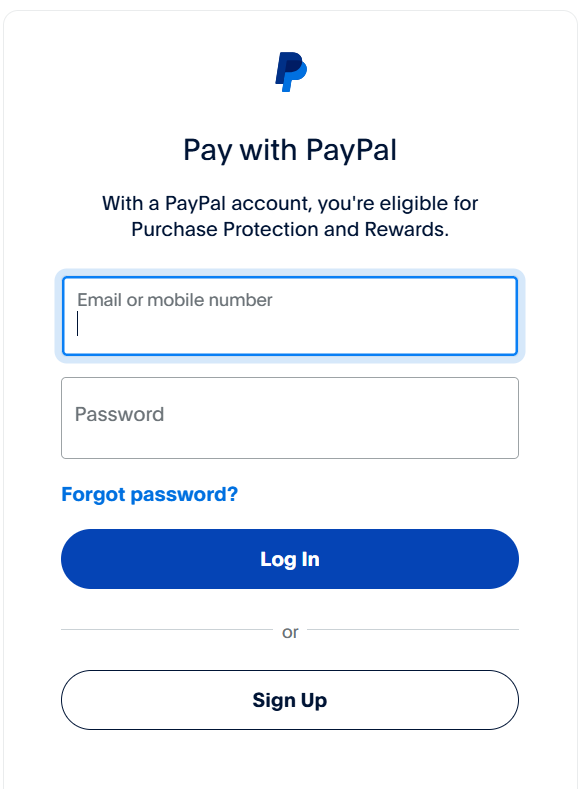 Pay with PayPal
With a PayPal account, you're eligible for
Purchase Protection and Rewards.
Email or mobile number
Password
Forgot password?
Log In
or
Sign Up